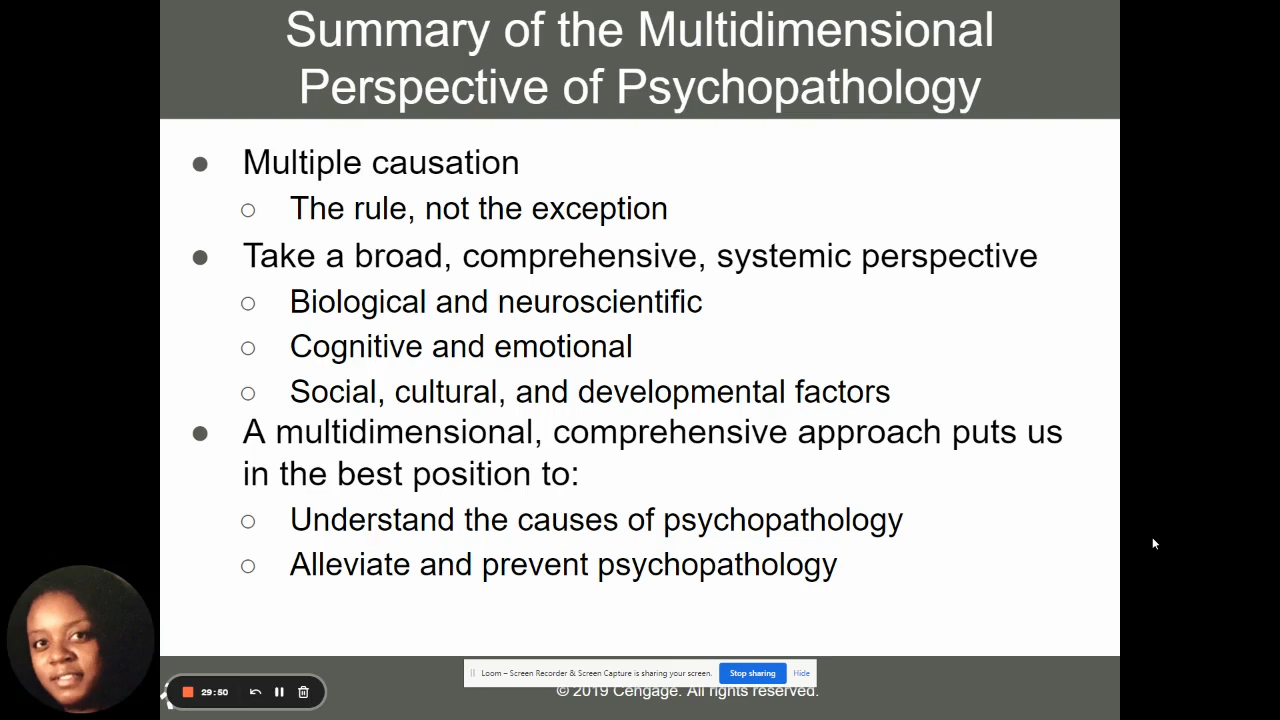 Summary of the Multidimensional
Perspective of Psychopathology
Multiple causation
The rule, not the exception
Take a broad, comprehensive, systemic perspective
Biological and neuroscientific
Cognitive and emotional
Social, cultural, and developmental factors
A multidimensional, comprehensive approach puts us
in the best position to:
Understand the causes of psychopathology
Alleviate and prevent psychopathology
Loom – Screen Recorder & Screen Capture is sharing your screen. Stop sharing Hide
29:50
© 2019 Cengage. All rights reserved.